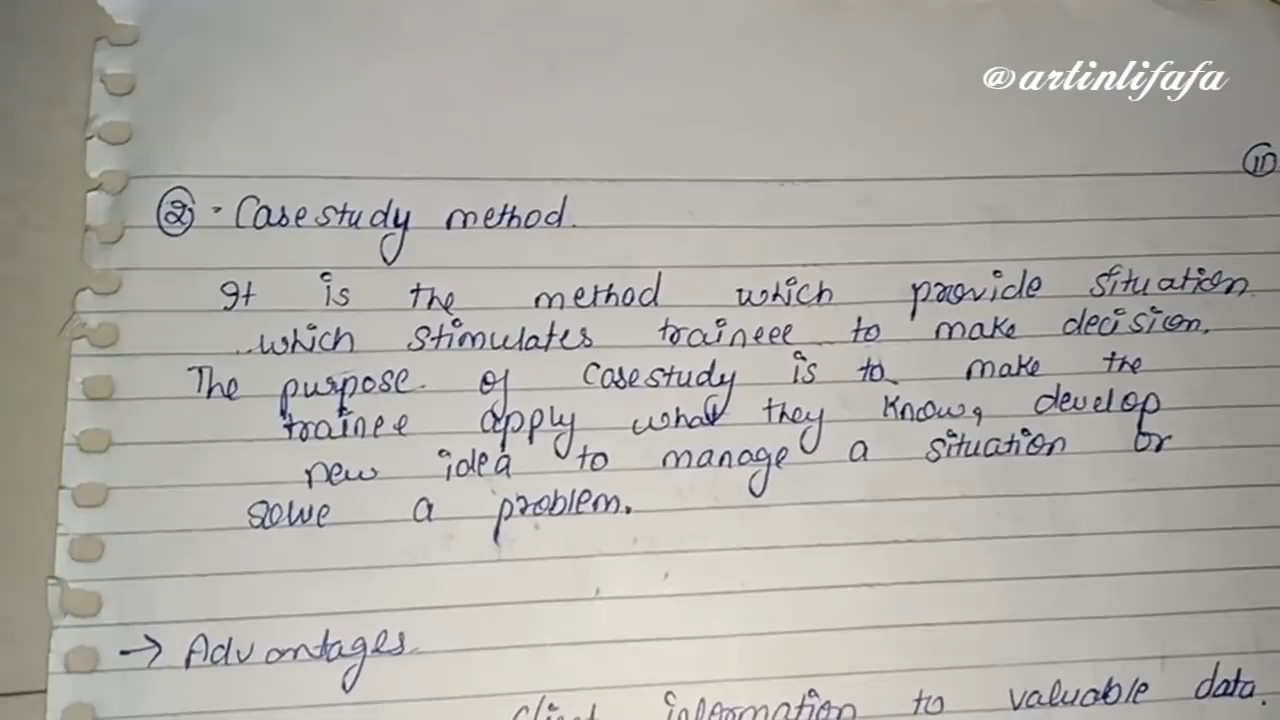 @artinlifafa
11
2 · Casestudy method.
It is the method which provide situation
which stimulates traineee to make decision.
The purpose of casestudy is to make the
trainee apply what they know, develop
new idea to manage a situation or
solve a problem.
→ Advantages
client information to valuable data.